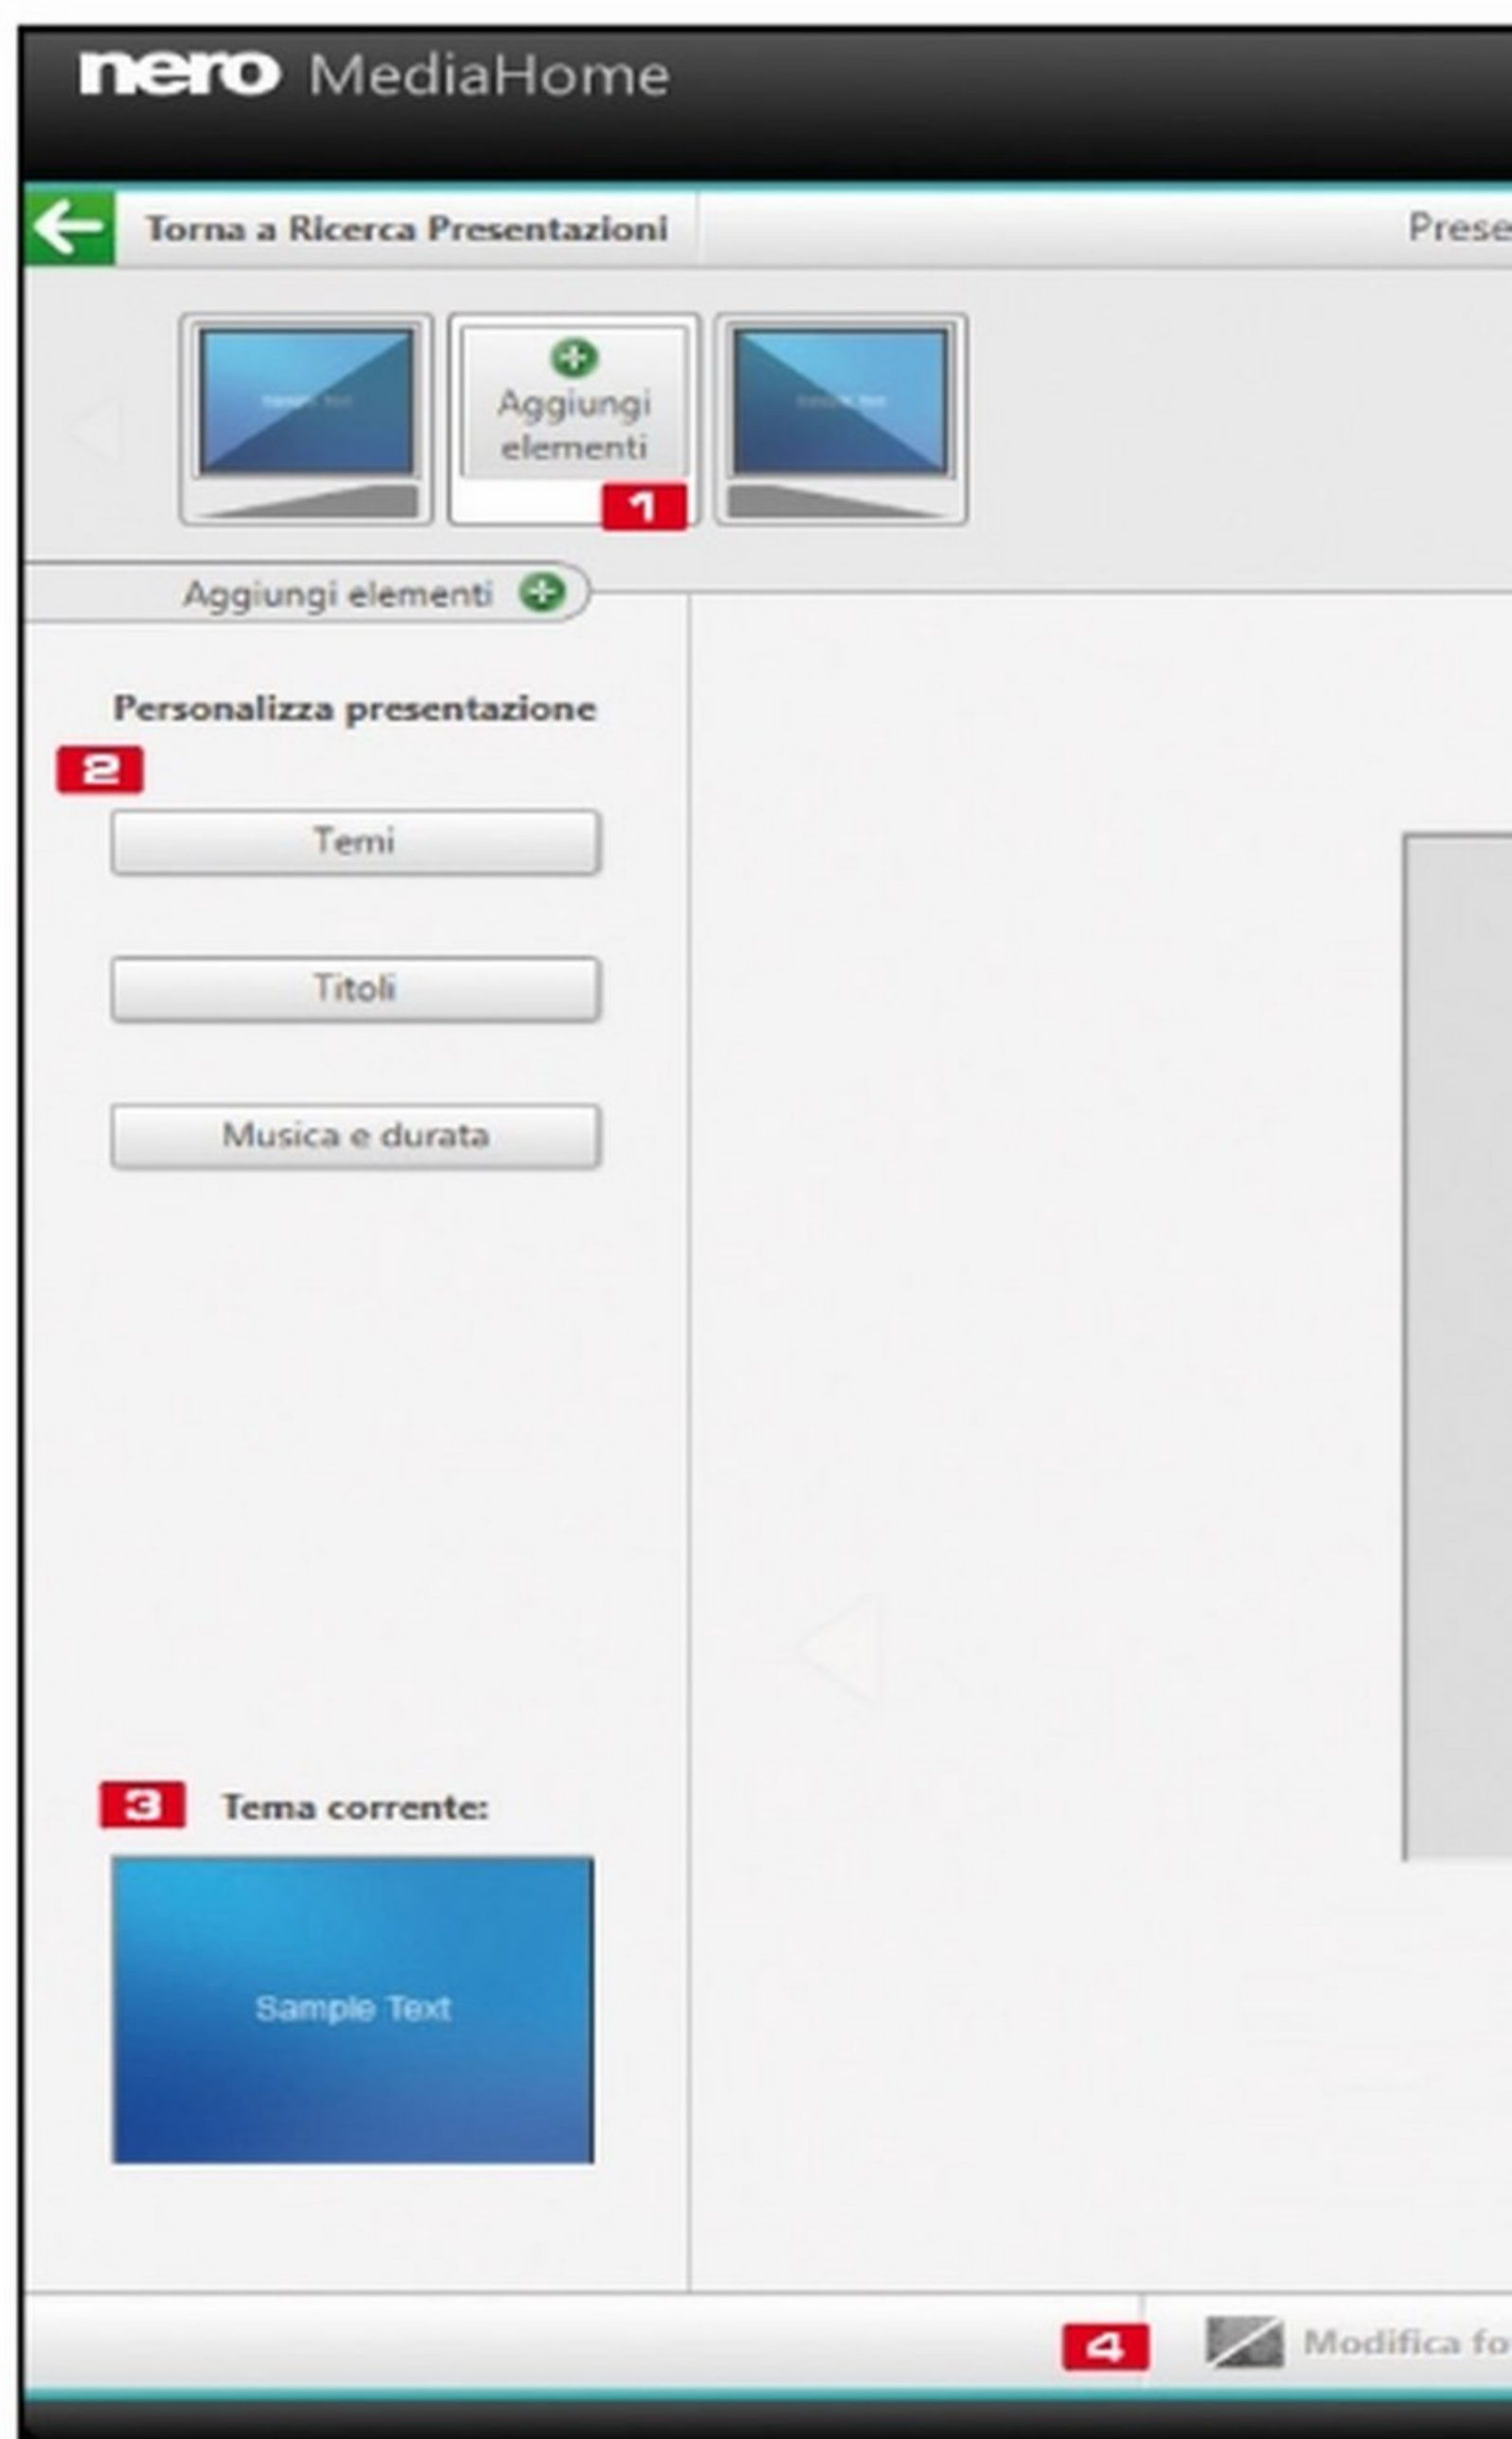 nero MediaHome
Torna a Ricerca Presentazioni
Aggiungi
elementi
1
Aggiungi elementi
Personalizza presentazione
2
Temi
Titoli
Musica e durata
3 Tema corrente:
Sample Text
4 Modifica